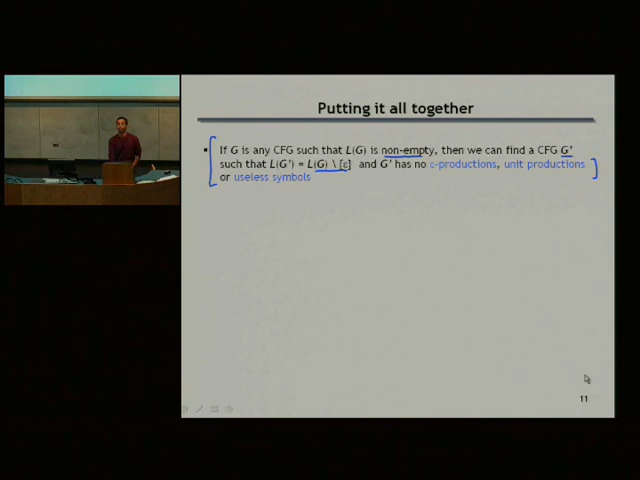 Putting it all together
• If G is any CFG such that L(G) is non-empty, then we can find a CFG G'
such that L(G') = L(G) \ {ε} and G' has no ε-productions, unit productions
or useless symbols
11